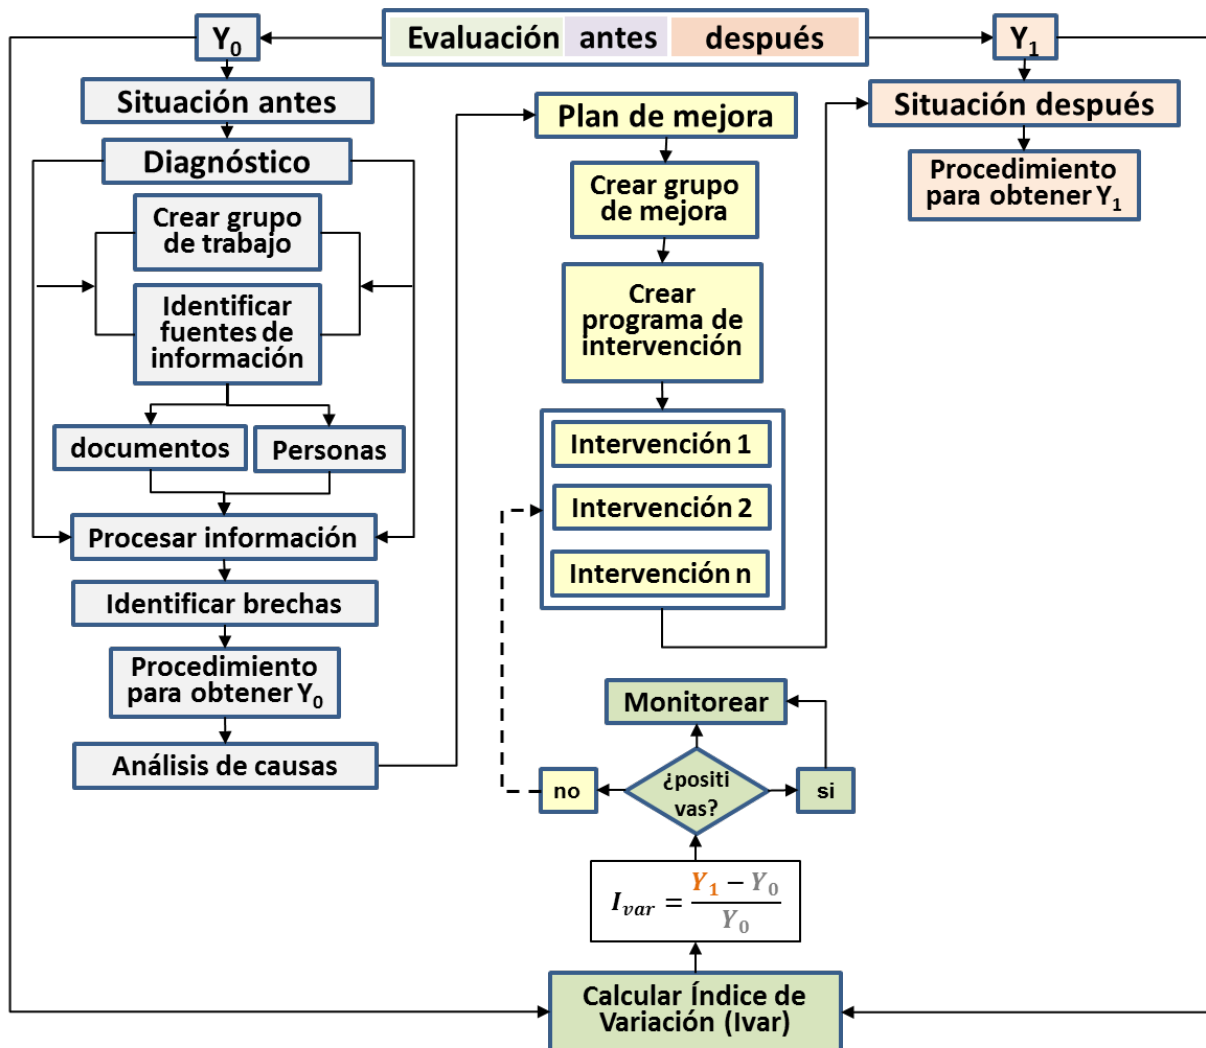 Y0
Evaluación antes después
Y1
Situación antes
Diagnóstico
Crear grupo
de trabajo
Identificar
fuentes de
información
documentos
Personas
Procesar información
Identificar brechas
Procedimiento
para obtener Y0
Análisis de causas
Plan de mejora
Crear grupo
de mejora
Crear
programa de
intervención
Intervención 1
Intervención 2
Intervención n
Situación después
Procedimiento
para obtener Y1
Monitorear
¿positi
vas?
no
si
Ivar = (Y1 − Y0) / Y0
Calcular Índice de
Variación (Ivar)